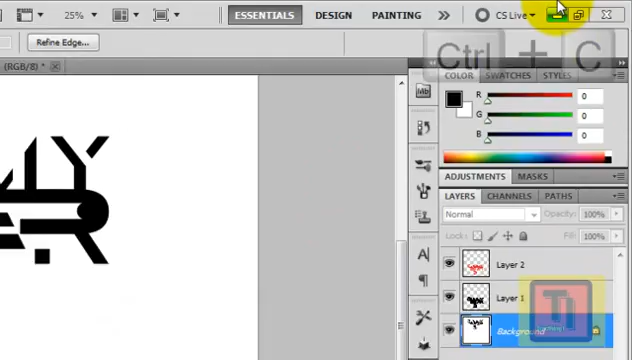 25% ESSENTIALS DESIGN PAINTING CS Live
Refine Edge...
Ctrl + C
(RGB/8) *
COLOR SWATCHES STYLES
R 0
G 0
B 0
Mb
ADJUSTMENTS MASKS
LAYERS CHANNELS PATHS
Normal Opacity: 100%
Lock: Fill: 100%
Layer 2
Layer 1
Background